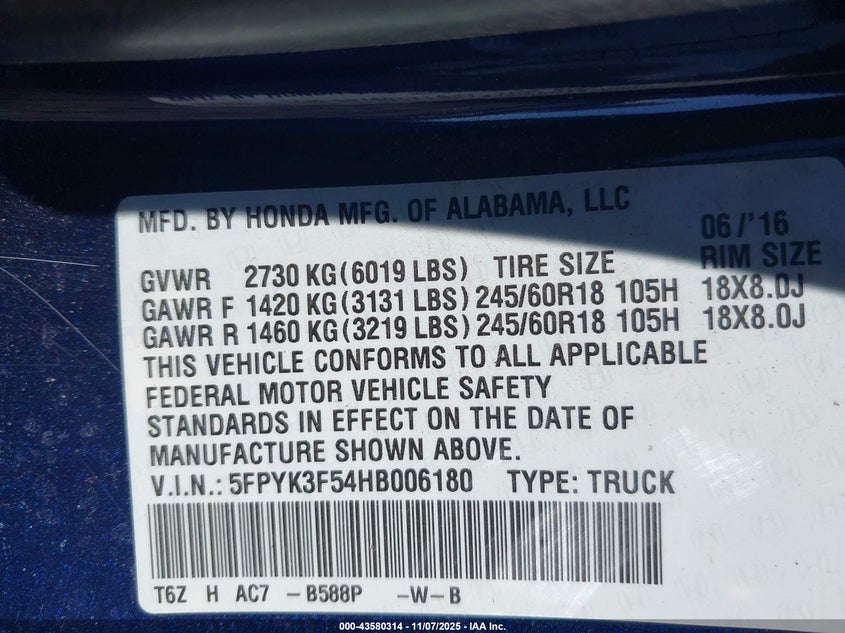 MFD. BY HONDA MFG. OF ALABAMA, LLC 06/'16
GVWR 2730 KG(6019 LBS) TIRE SIZE RIM SIZE
GAWR F 1420 KG(3131 LBS) 245/60R18 105H 18X8.0J
GAWR R 1460 KG(3219 LBS) 245/60R18 105H 18X8.0J
THIS VEHICLE CONFORMS TO ALL APPLICABLE
FEDERAL MOTOR VEHICLE SAFETY
STANDARDS IN EFFECT ON THE DATE OF
MANUFACTURE SHOWN ABOVE.
V.I.N.: 5FPYK3F54HB006180 TYPE: TRUCK
T6Z H AC7 -B588P -W-B
000-43580314 - 11/07/2025 - IAA Inc.